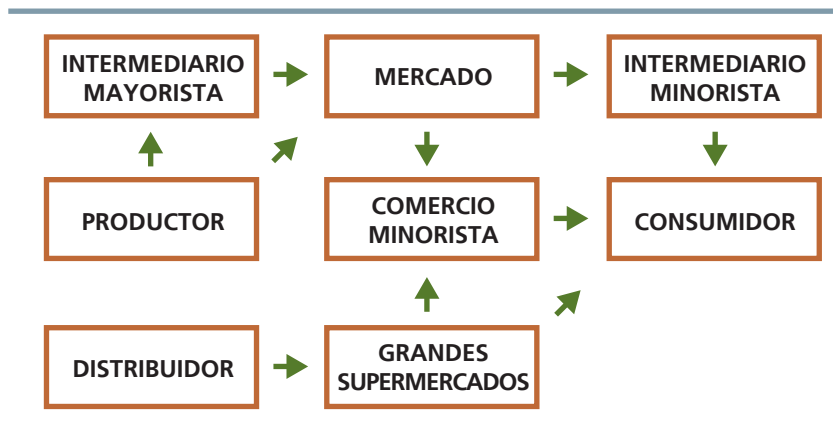 INTERMEDIARIO
MAYORISTA
MERCADO
INTERMEDIARIO
MINORISTA
PRODUCTOR
COMERCIO
MINORISTA
CONSUMIDOR
DISTRIBUIDOR
GRANDES
SUPERMERCADOS